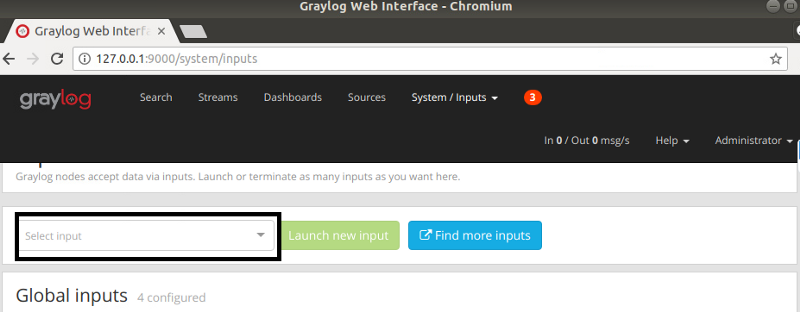 Graylog Web Interface - Chromium
Graylog Web Interfa
127.0.0.1:9000/system/inputs
graylog
Search Streams Dashboards Sources System / Inputs 3
In 0 / Out 0 msg/s Help Administrator
Graylog nodes accept data via inputs. Launch or terminate as many inputs as you want here.
Select input Launch new input Find more inputs
Global inputs 4 configured